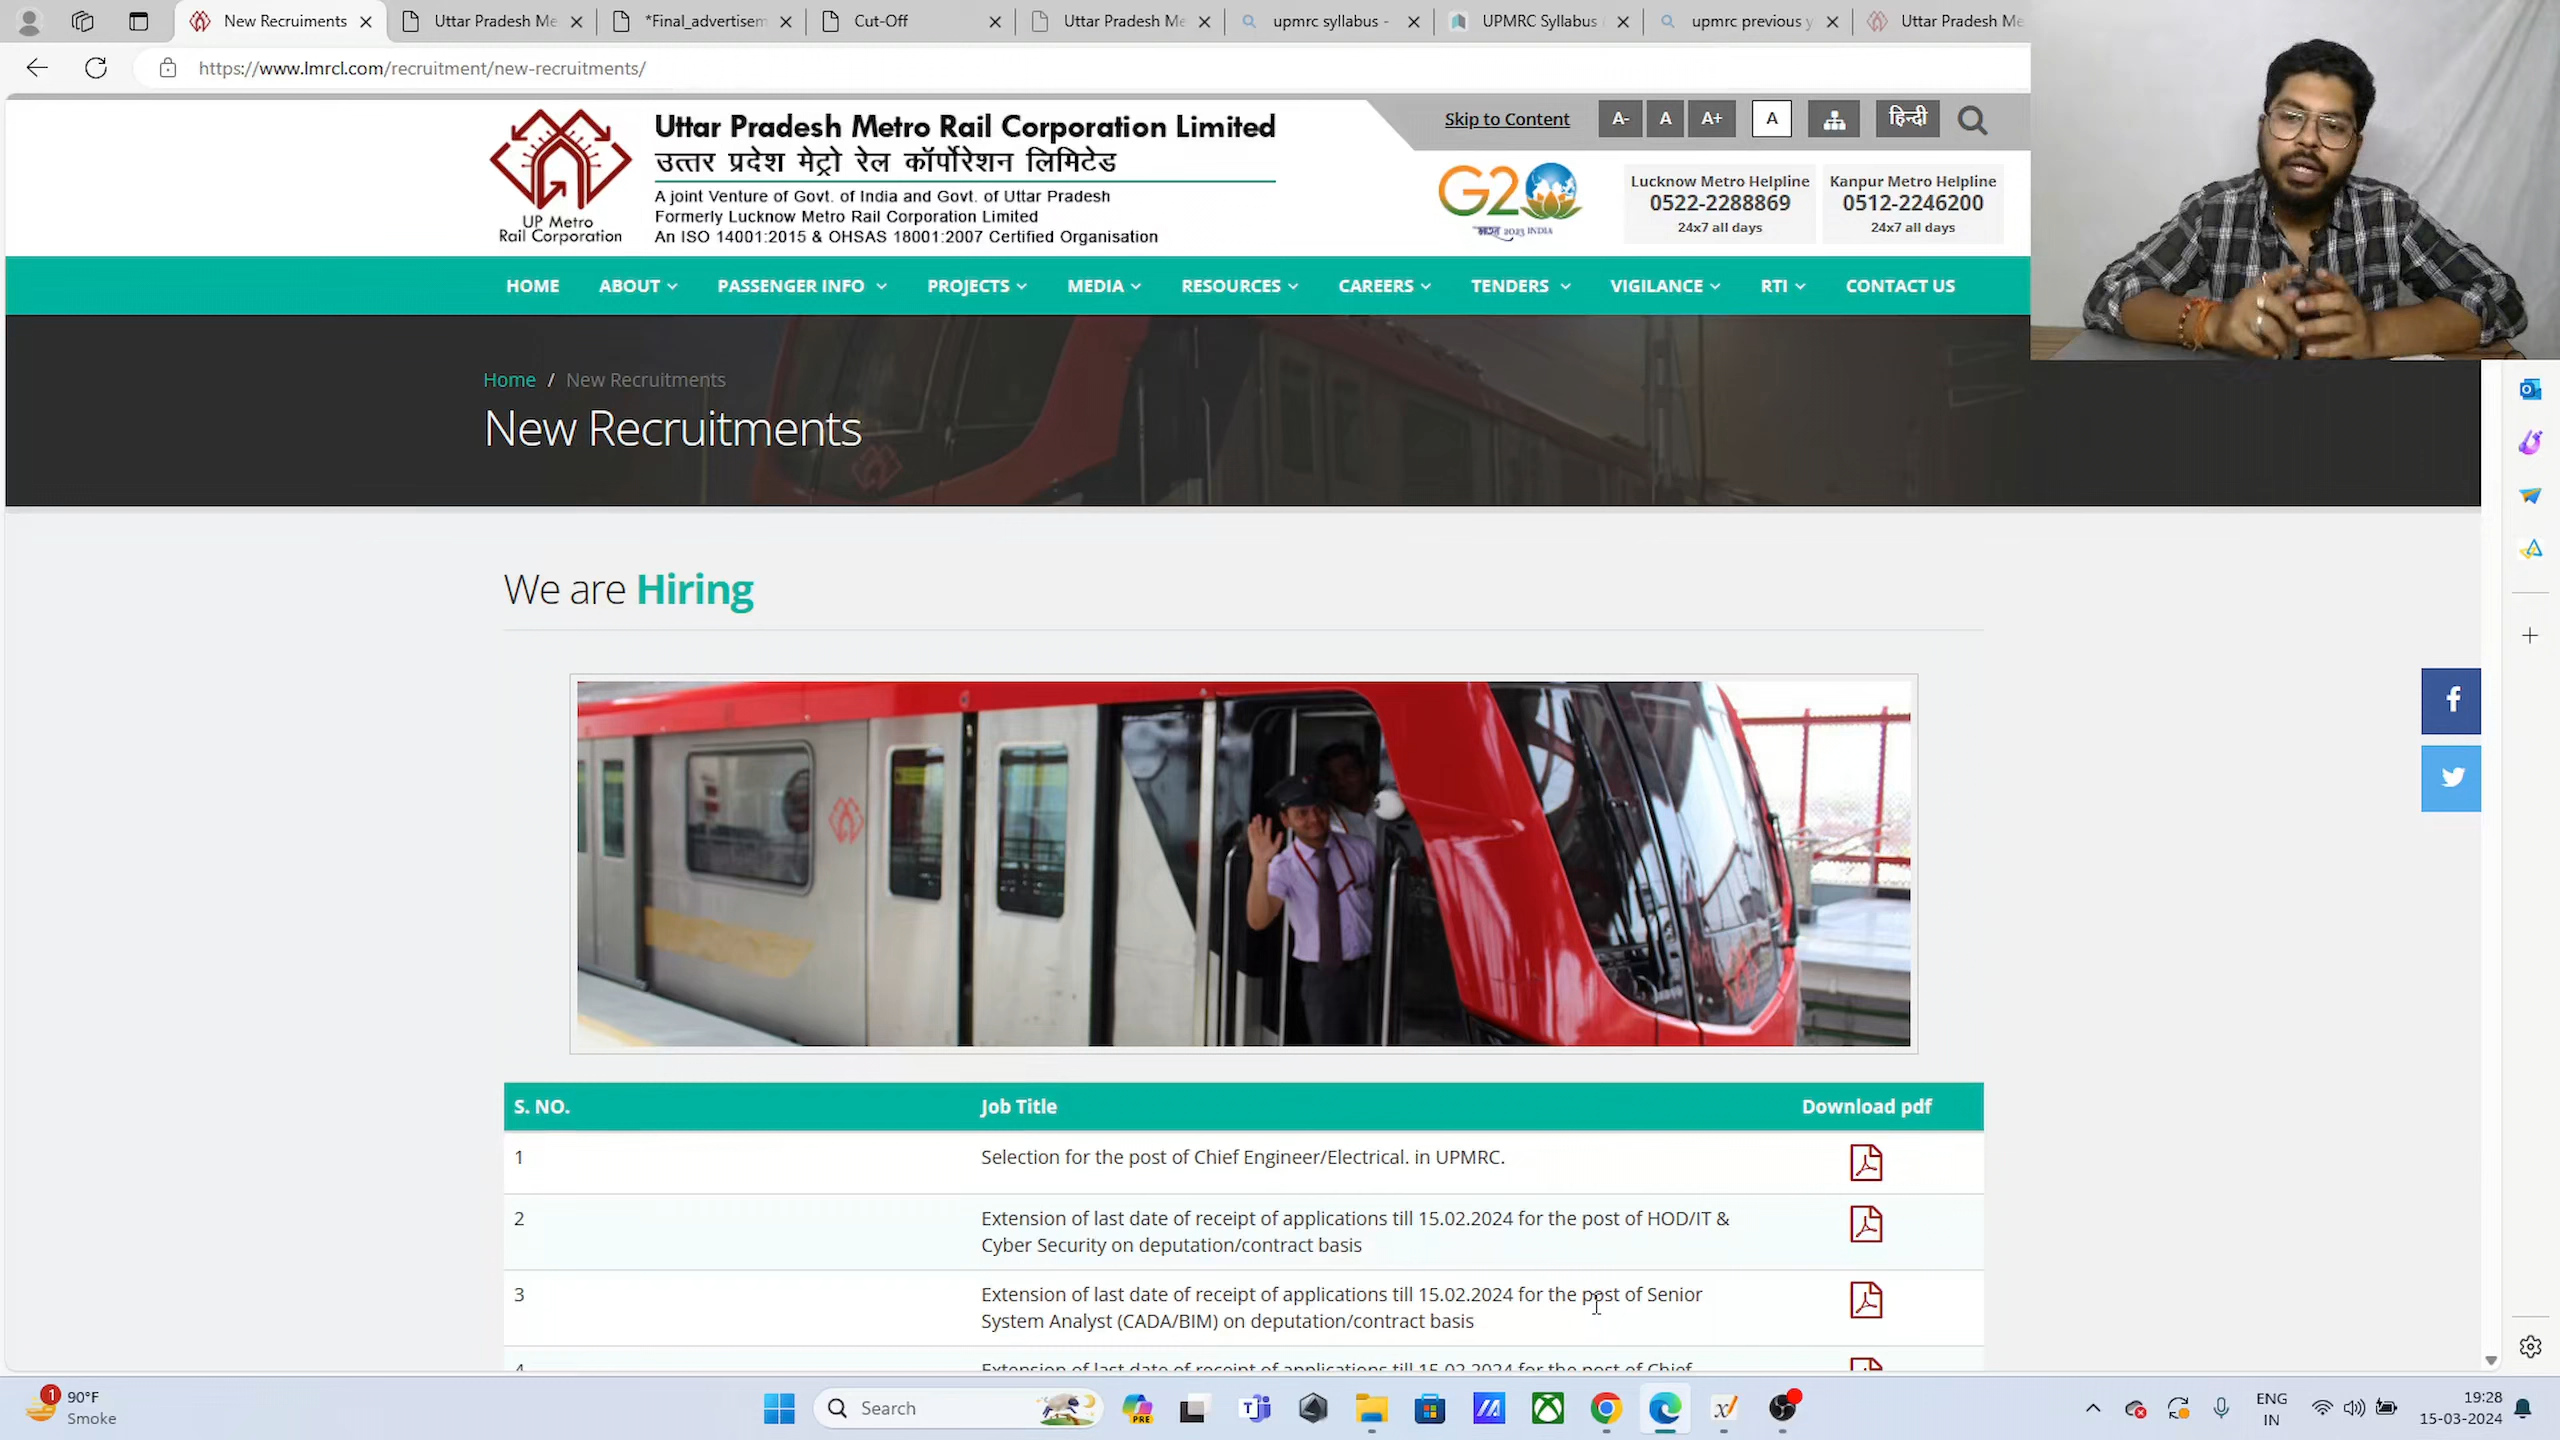 New Recruiments
Uttar Pradesh Me
*Final_advertisem
Cut-Off
Uttar Pradesh Me
upmrc syllabus -
UPMRC Syllabus
upmrc previous y
Uttar Pradesh Me
https://www.lmrcl.com/recruitment/new-recruitments/
Uttar Pradesh Metro Rail Corporation Limited
उत्तर प्रदेश मेट्रो रेल कॉर्पोरेशन लिमिटेड
A joint Venture of Govt. of India and Govt. of Uttar Pradesh
Formerly Lucknow Metro Rail Corporation Limited
An ISO 14001:2015 & OHSAS 18001:2007 Certified Organisation
UP Metro
Rail Corporation
Skip to Content
A- A A+ A
हिन्दी
G20
भारत 2023 INDIA
Lucknow Metro Helpline
0522-2288869
24x7 all days
Kanpur Metro Helpline
0512-2246200
24x7 all days
HOME ABOUT PASSENGER INFO PROJECTS MEDIA RESOURCES CAREERS TENDERS VIGILANCE RTI CONTACT US
Home / New Recruitments
New Recruitments
We are Hiring
S. NO. Job Title Download pdf
1 Selection for the post of Chief Engineer/Electrical. in UPMRC.
2 Extension of last date of receipt of applications till 15.02.2024 for the post of HOD/IT &
Cyber Security on deputation/contract basis
3 Extension of last date of receipt of applications till 15.02.2024 for the post of Senior
System Analyst (CADA/BIM) on deputation/contract basis
4 Extension of last date of receipt of applications till 15.02.2024 for the post of Chief
1
90°F
Smoke
Search
PRE
ENG
IN
19:28
15-03-2024